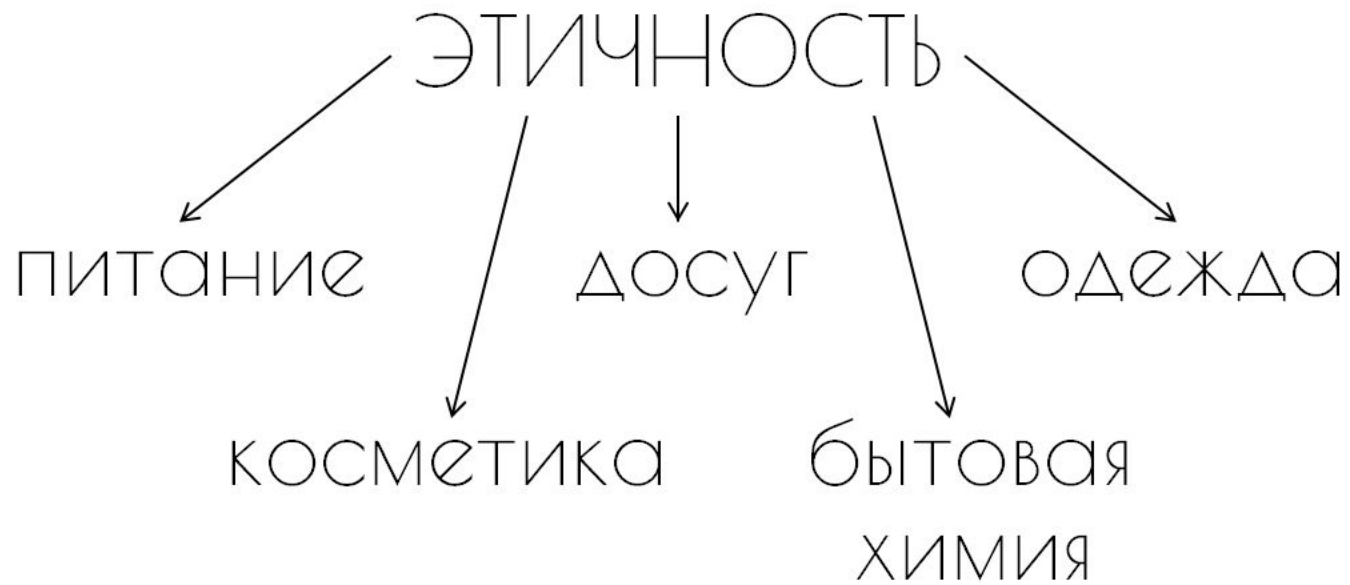 ЭТИЧНОСТЬ
питание
досуг
одежда
косметика
бытовая
химия